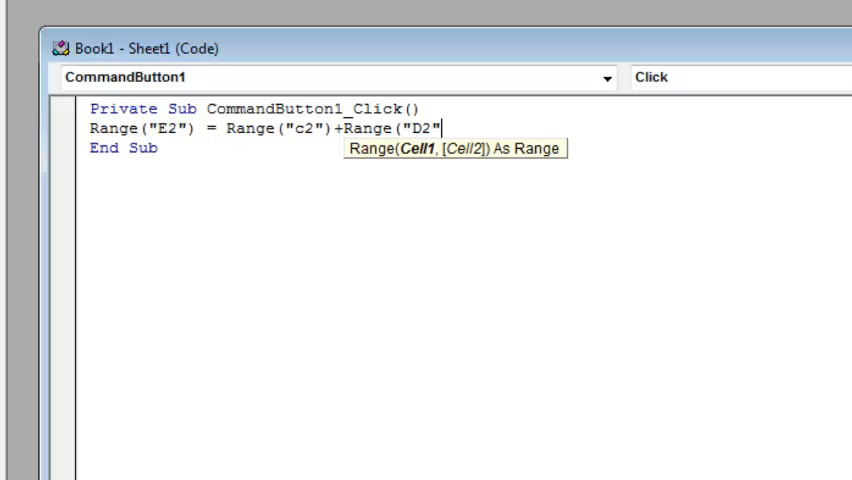 Book1 - Sheet1 (Code)
CommandButton1 Click
Private Sub CommandButton1_Click()
Range("E2") = Range("c2")+Range("D2"
End Sub
Range(Cell1, [Cell2]) As Range